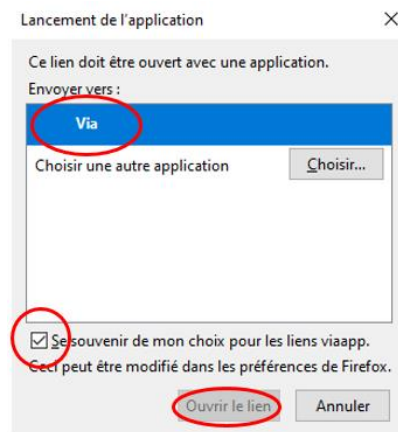 Lancement de l'application
Ce lien doit être ouvert avec une application.
Envoyer vers :
Via
Choisir une autre application
Choisir...
Se souvenir de mon choix pour les liens viaapp.
Ceci peut être modifié dans les préférences de Firefox.
Ouvrir le lien
Annuler